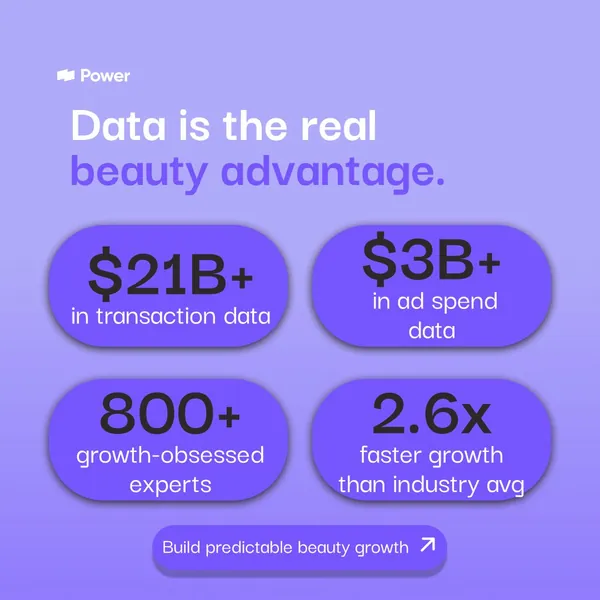 Power
Data is the real
beauty advantage.
$21B+
in transaction data
$3B+
in ad spend
data
800+
growth-obsessed
experts
2.6x
faster growth
than industry avg
Build predictable beauty growth